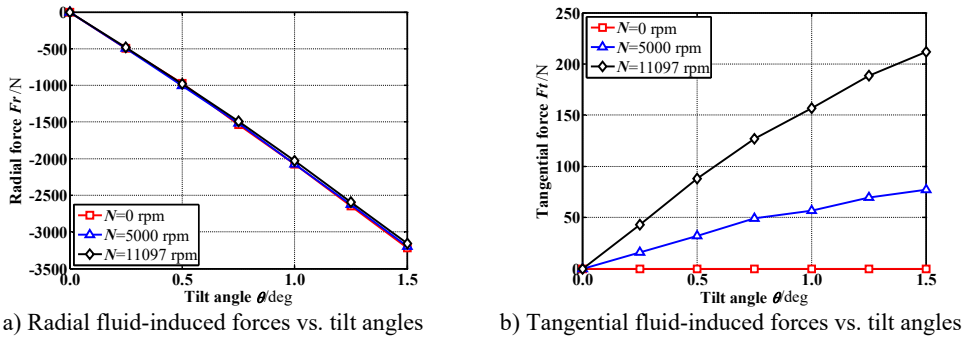 0
-500
-1000
-1500
-2000
-2500
-3000
-3500
Radial force Fr/N
N=0 rpm
N=5000 rpm
N=11097 rpm
0.0 0.5 1.0 1.5
Tilt angle θ/deg
a) Radial fluid-induced forces vs. tilt angles
250
200
150
100
50
0
Tangential force Ft/N
N=0 rpm
N=5000 rpm
N=11097 rpm
0.0 0.5 1.0 1.5
Tilt angle θ/deg
b) Tangential fluid-induced forces vs. tilt angles